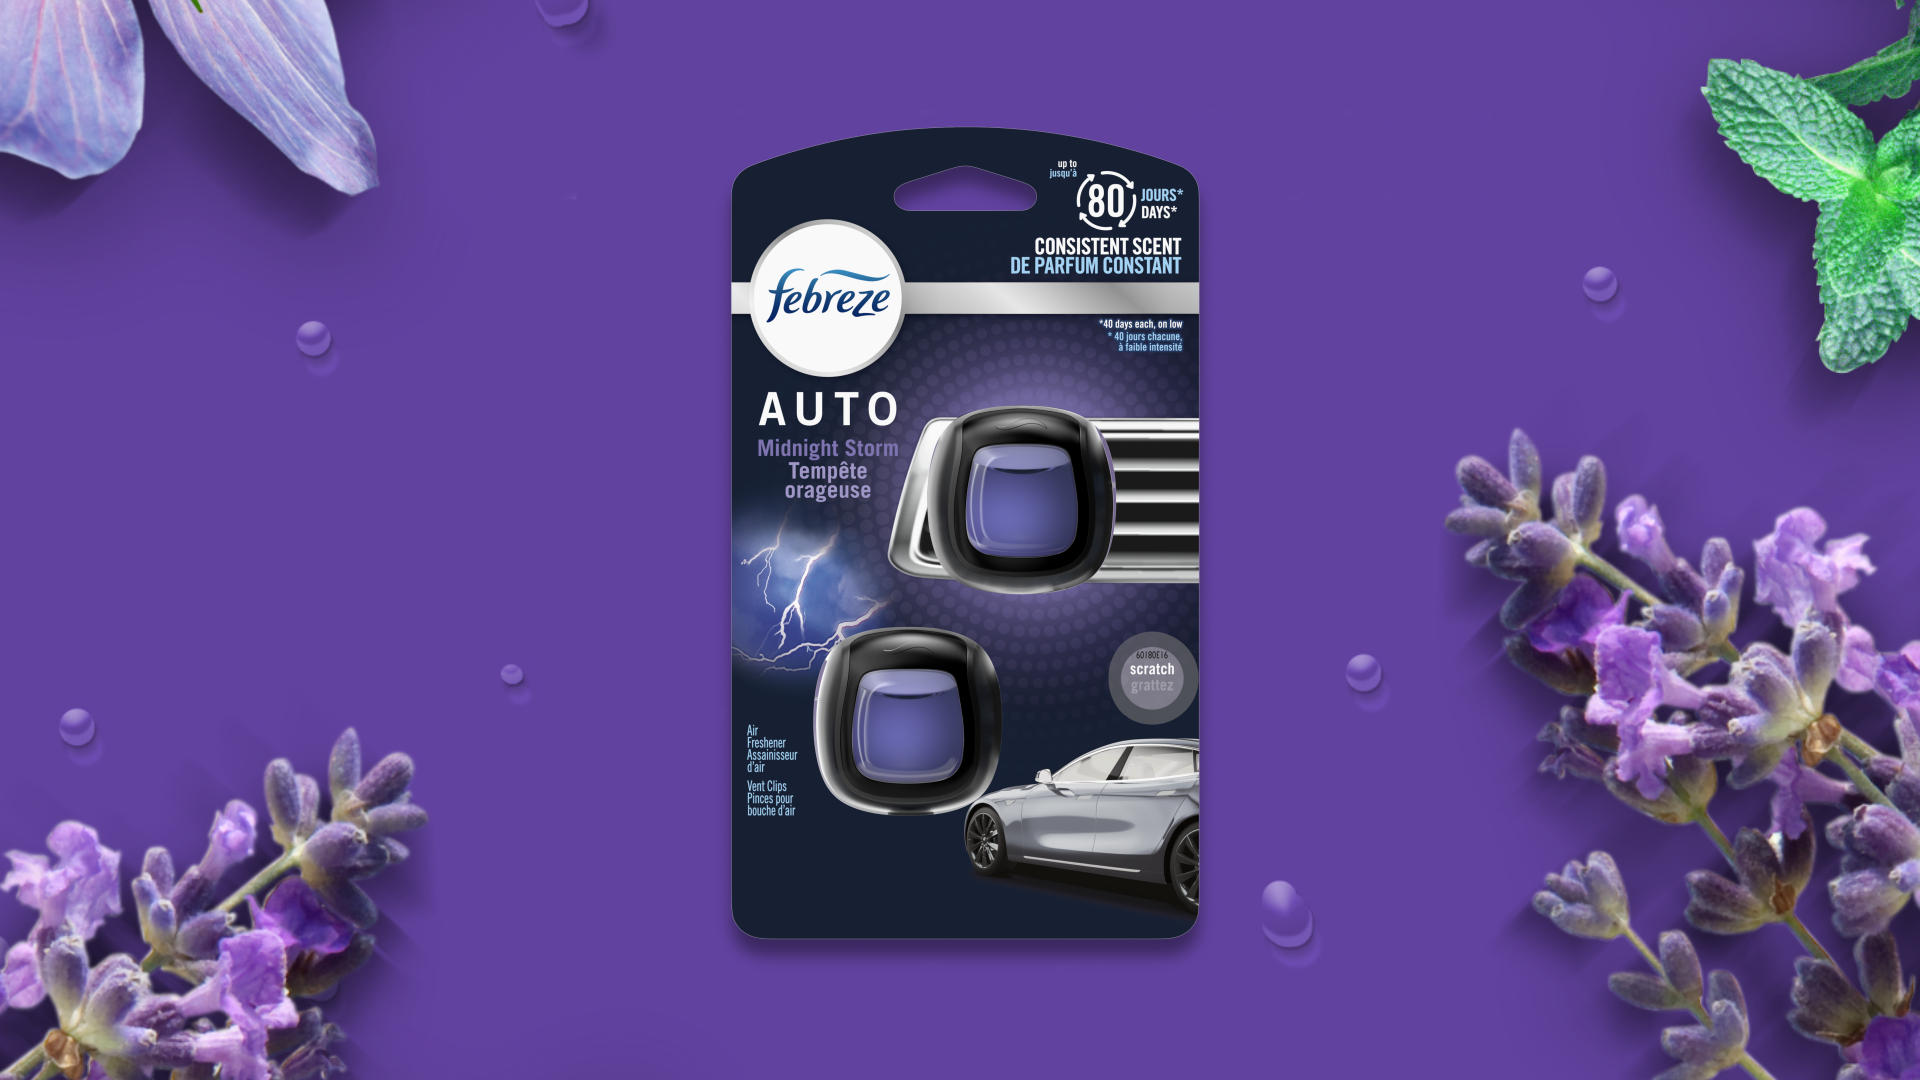 up to
jusqu'à
80
JOURS*
DAYS*
CONSISTENT SCENT
DE PARFUM CONSTANT
febreze
*40 days each, on low
* 40 jours chacune,
à faible intensité
AUTO
Midnight Storm
Tempête
orageuse
60180E16
scratch
grattez
Air
Freshener
Assainisseur
d'air
Vent Clips
Pinces pour
bouche d'air